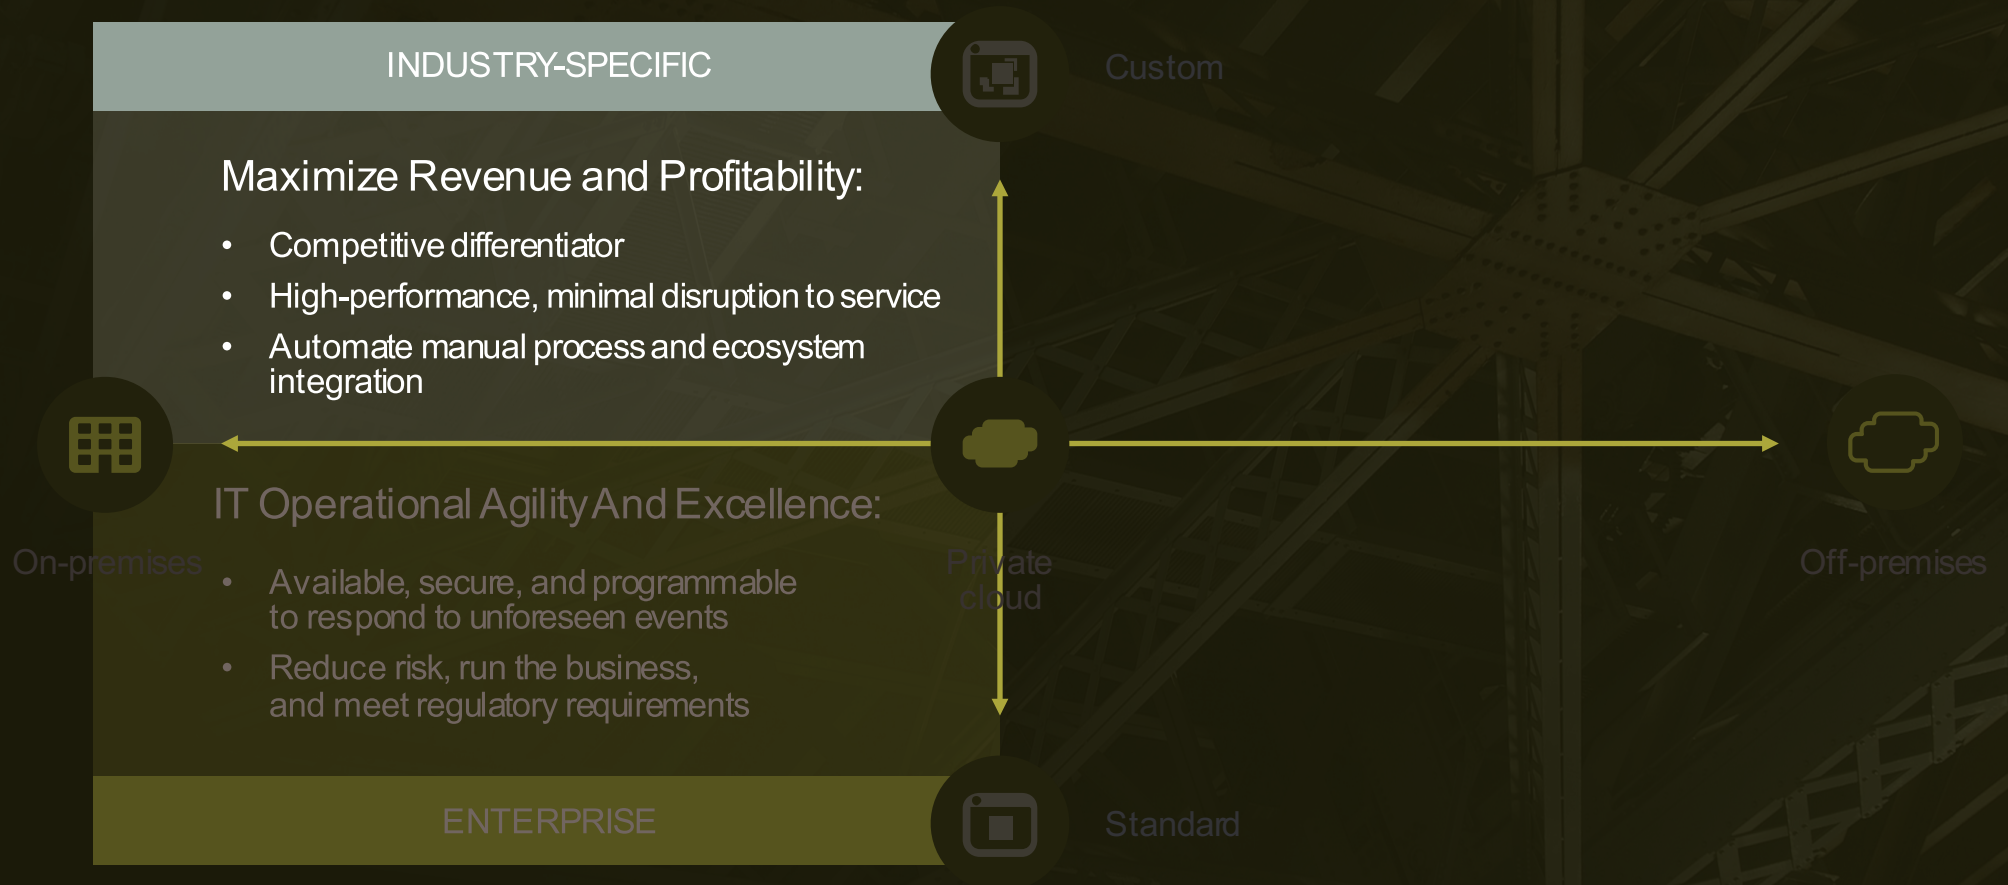 INDUSTRY-SPECIFIC
Custom
Maximize Revenue and Profitability:
• Competitive differentiator
• High-performance, minimal disruption to service
• Automate manual process and ecosystem
integration
IT Operational Agility And Excellence:
On-premises
Private
cloud
Off-premises
• Available, secure, and programmable
to respond to unforeseen events
• Reduce risk, run the business,
and meet regulatory requirements
ENTERPRISE
Standard